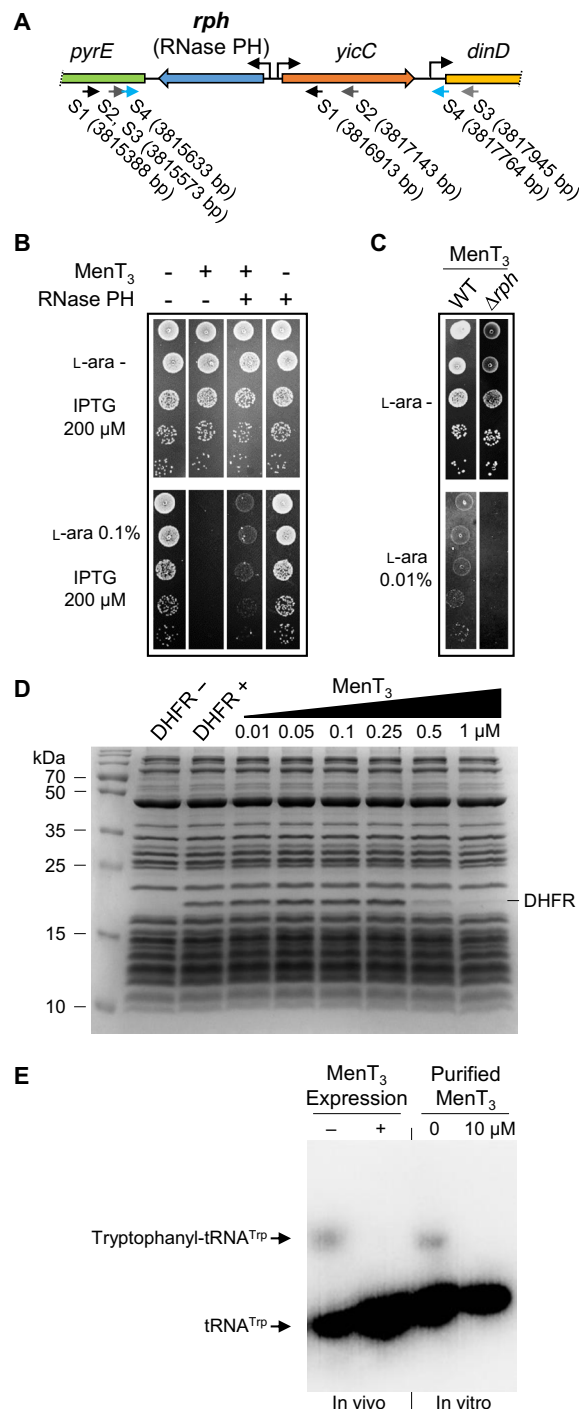 A
rph
pyrE (RNase PH) yicC dinD
S1 (3815388 bp)
S2, S3 (3815573 bp)
S4 (3815633 bp)
S1 (3816913 bp)
S2 (3817143 bp)
S4 (3817764 bp)
S3 (3817945 bp)
B
MenT3 - + + -
RNase PH - - + +
L-ara -
IPTG
200 µM
L-ara 0.1%
IPTG
200 µM
C
MenT3
WT Δrph
L-ara -
L-ara
0.01%
D
DHFR – DHFR + MenT3
0.01 0.05 0.1 0.25 0.5 1 µM
kDa
70
50
35
25
15
10
DHFR
E
MenT3 Expression
Purified MenT3
– + 0 10 µM
Tryptophanyl-tRNATrp
tRNATrp
In vivo In vitro